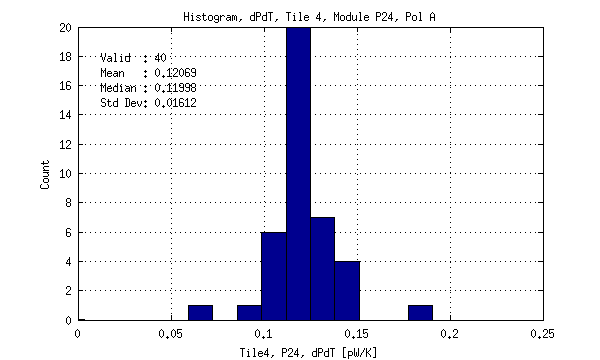 Histogram, dPdT, Tile 4, Module P24, Pol A
20
18
16
14
12
10
8
6
4
2
0
Count
Valid : 40
Mean : 0.12069
Median : 0.11998
Std Dev: 0.01612
0 0.05 0.1 0.15 0.2 0.25
Tile4, P24, dPdT [pW/K]